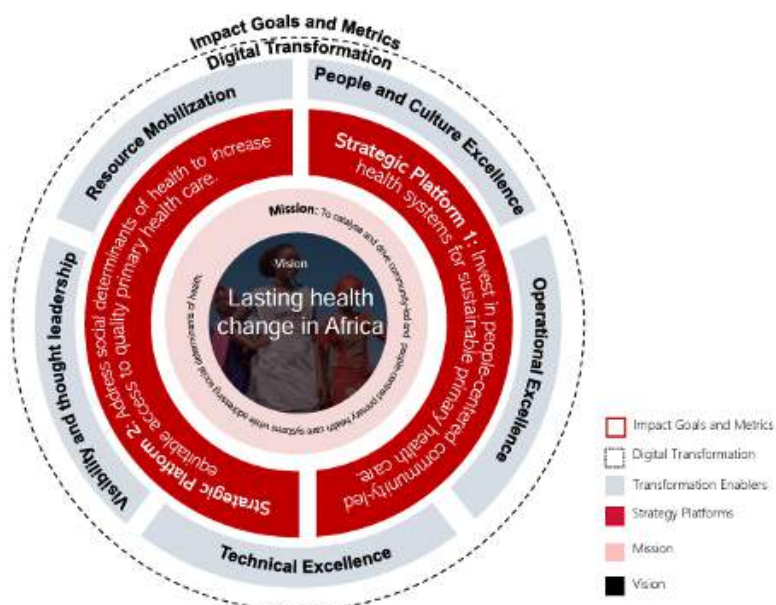 Impact Goals and Metrics
Digital Transformation
People and Culture Excellence
Operational Excellence
Technical Excellence
Visibility and thought leadership
Resource Mobilization
Strategic Platform 1: Invest in people-centered community-led
health systems for sustainable primary health care.
Strategic Platform 2: Address social determinants of health to increase
equitable access to quality primary health care.
Mission: To catalyse and drive community-led and people-centred primary health care systems while addressing social determinants of health.
Vision
Lasting health
change in Africa
Impact Goals and Metrics
Digital Transformation
Transformation Enablers
Strategy Platforms
Mission
Vision